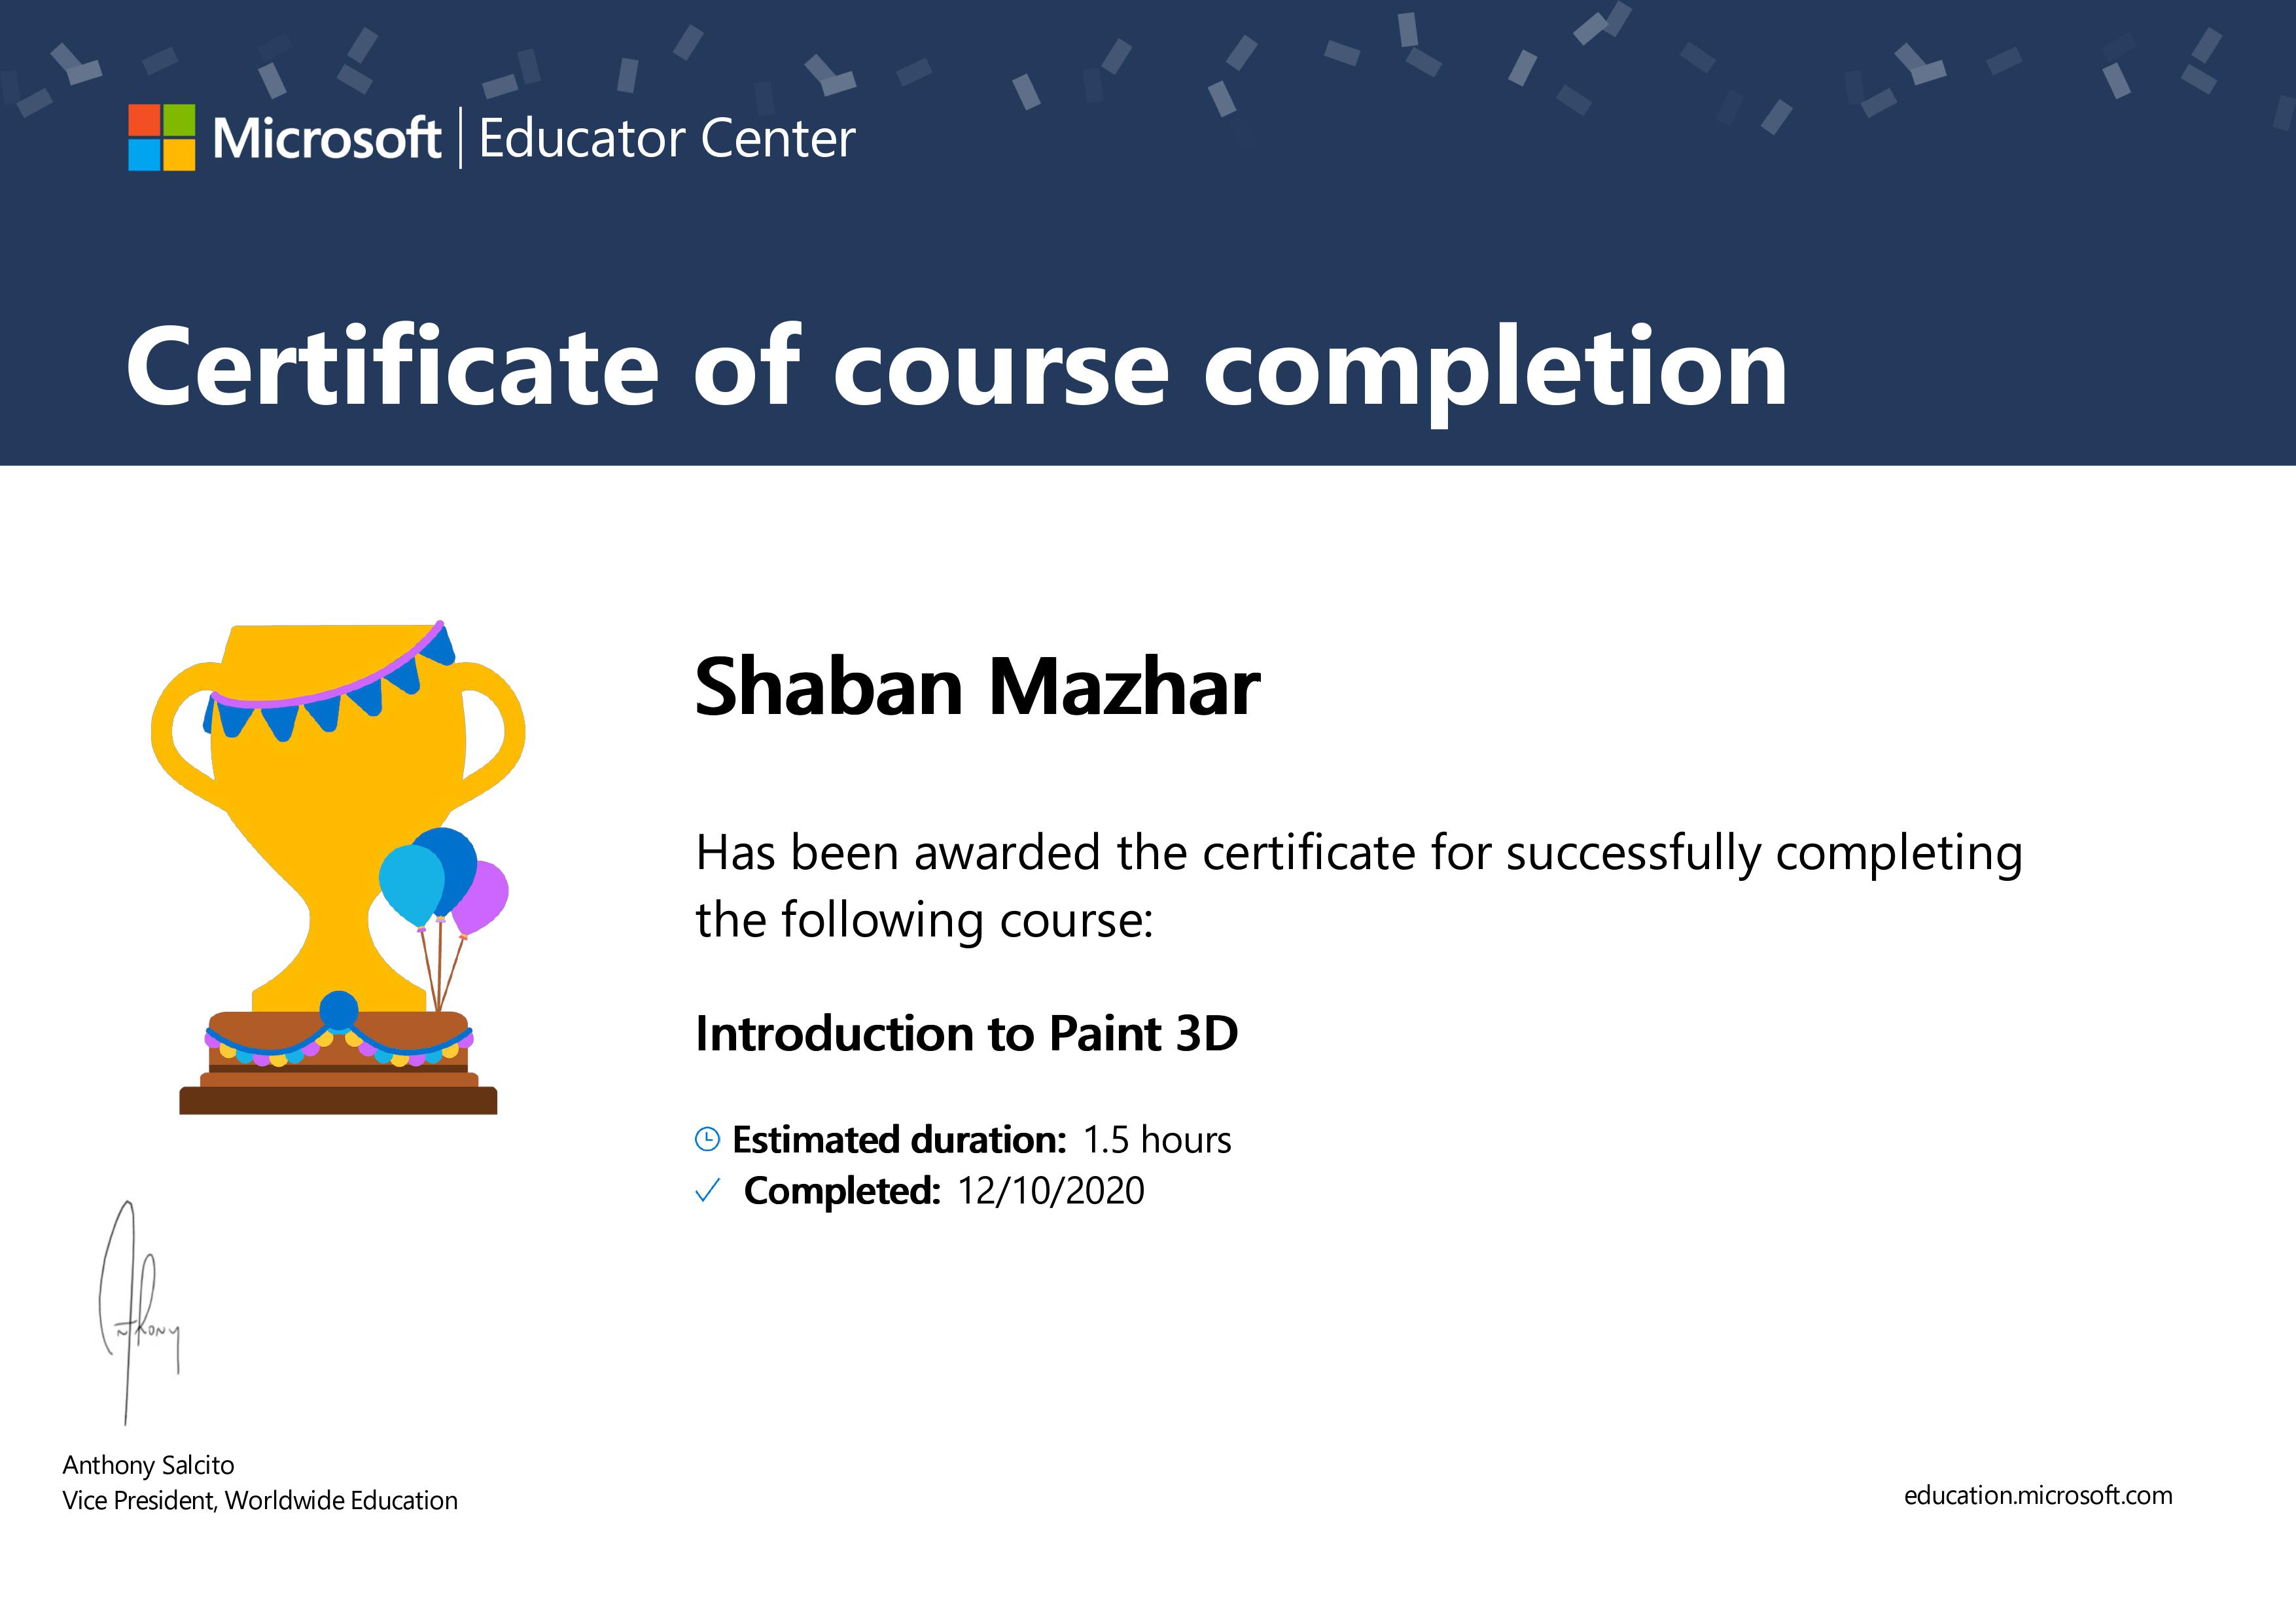 Microsoft | Educator Center
Certificate of course completion
Shaban Mazhar
Has been awarded the certificate for successfully completing
the following course:
Introduction to Paint 3D
Estimated duration: 1.5 hours
Completed: 12/10/2020
Anthony
Anthony Salcito
Vice President, Worldwide Education
education.microsoft.com